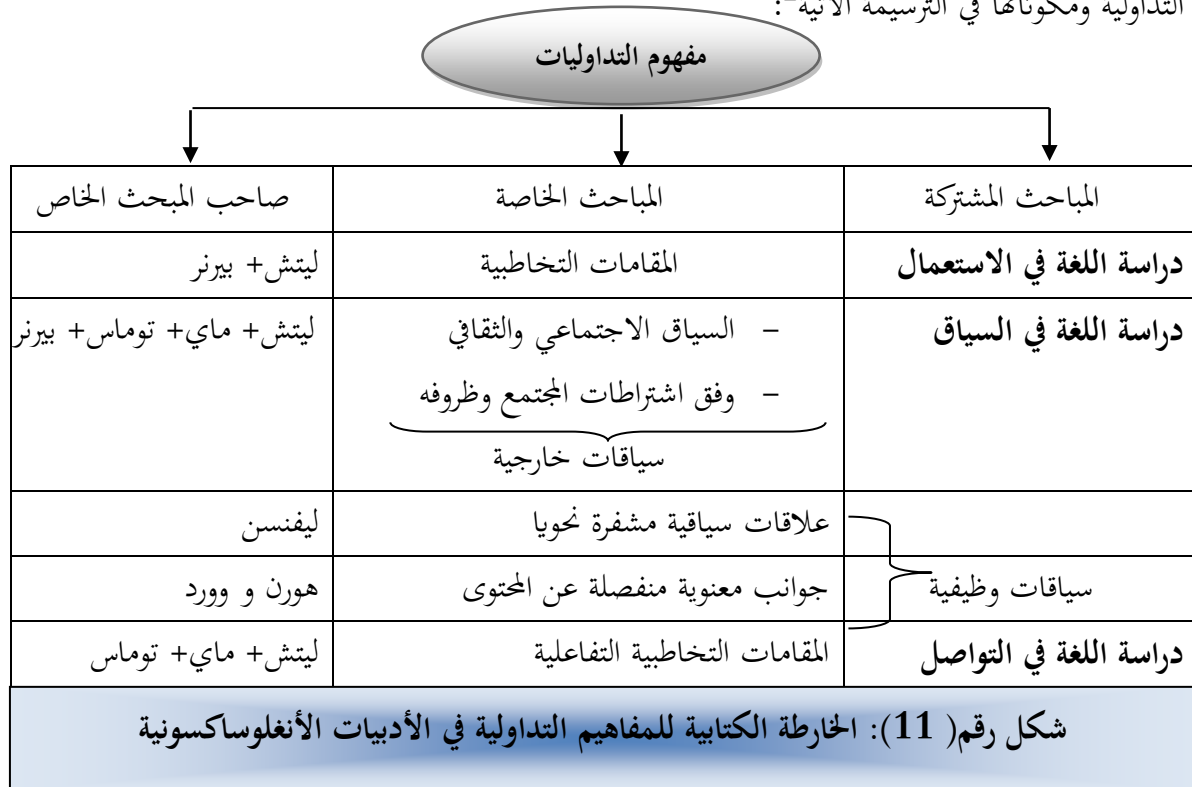 التداولية ومكوناتها في الترسيمة الآتية:
مفهوم التداوليات
المباحث المشتركة
المباحث الخاصة
صاحب المبحث الخاص
دراسة اللغة في الاستعمال
المقامات التخاطبية
ليتش+ بيرنر
دراسة اللغة في السياق
– السياق الاجتماعي والثقافي
– وفق اشتراطات المجتمع وظروفه
سياقات خارجية
ليتش+ ماي+ توماس+ بيرنر
علاقات سياقية مشفرة نحويا
ليفنسن
سياقات وظيفية
جوانب معنوية منفصلة عن المحتوى
هورن و وورد
دراسة اللغة في التواصل
المقامات التخاطبية التفاعلية
ليتش+ ماي+ توماس
شكل رقم( 11): الخارطة الكتابية للمفاهيم التداولية في الأدبيات الأنغلوساكسونية